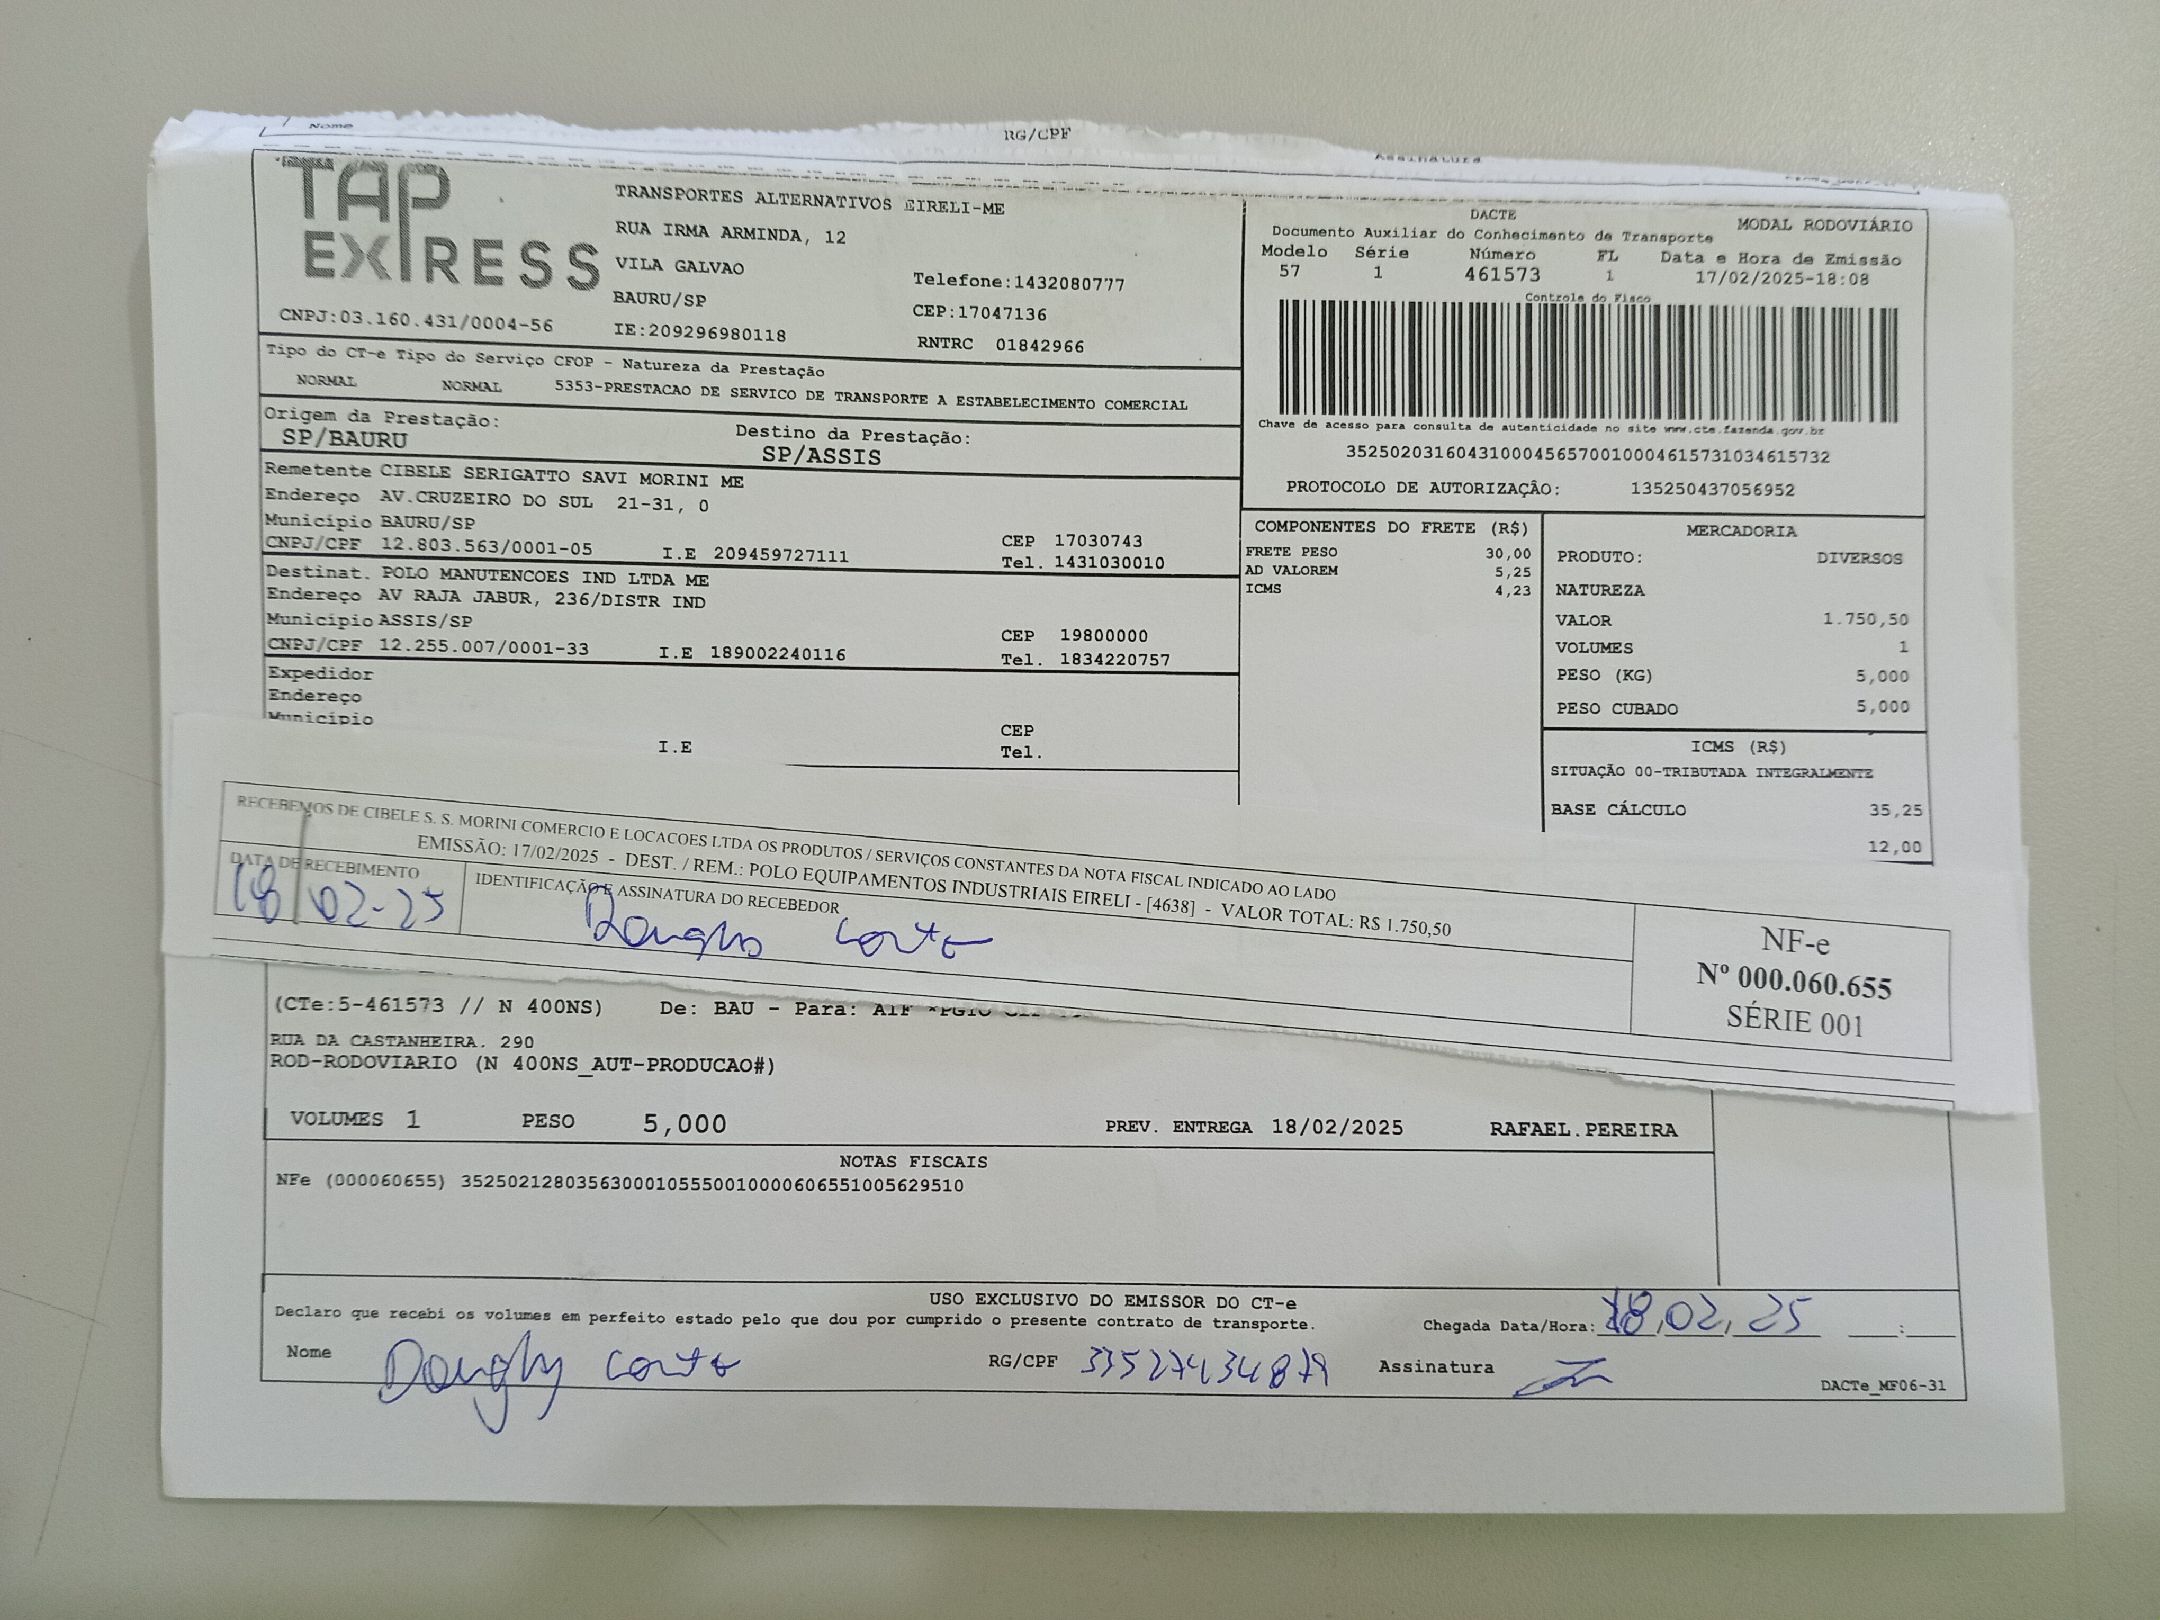 Nome RG/CPF Assinatura
TAP EXPRESS
CNPJ:03.160.431/0004-56
TRANSPORTES ALTERNATIVOS EIRELI-ME
RUA IRMA ARMINDA, 12
VILA GALVAO
BAURU/SP
IE:209296980118
Telefone:1432080777
CEP:17047136
RNTRC 01842966
DACTE
Documento Auxiliar do Conhecimento de Transporte
MODAL RODOVIÁRIO
Modelo Série Número FL Data e Hora de Emissão
57 1 461573 1 17/02/2025-18:08
Controle do Fisco
Chave de acesso para consulta de autenticidade no site www.cte.fazenda.gov.br
35250203160431000456570010004615731034615732
PROTOCOLO DE AUTORIZAÇÃO: 135250437056952
Tipo do CT-e Tipo do Serviço CFOP - Natureza da Prestação
NORMAL NORMAL 5353-PRESTACAO DE SERVICO DE TRANSPORTE A ESTABELECIMENTO COMERCIAL
Origem da Prestação: Destino da Prestação:
SP/BAURU SP/ASSIS
Remetente CIBELE SERIGATTO SAVI MORINI ME
Endereço AV.CRUZEIRO DO SUL 21-31, 0
Município BAURU/SP CEP 17030743
CNPJ/CPF 12.803.563/0001-05 I.E 209459727111 Tel. 1431030010
Destinat. POLO MANUTENCOES IND LTDA ME
Endereço AV RAJA JABUR, 236/DISTR IND
Município ASSIS/SP CEP 19800000
CNPJ/CPF 12.255.007/0001-33 I.E 189002240116 Tel. 1834220757
Expedidor
Endereço
Município CEP
I.E Tel.
COMPONENTES DO FRETE (R$)
FRETE PESO 30,00
AD VALOREM 5,25
ICMS 4,23
MERCADORIA
PRODUTO: DIVERSOS
NATUREZA
VALOR 1.750,50
VOLUMES 1
PESO (KG) 5,000
PESO CUBADO 5,000
ICMS (R$)
SITUAÇÃO 00-TRIBUTADA INTEGRALMENTE
BASE CÁLCULO 35,25
12,00
RECEBEMOS DE CIBELE S. S. MORINI COMERCIO E LOCACOES LTDA OS PRODUTOS / SERVIÇOS CONSTANTES DA NOTA FISCAL INDICADO AO LADO
EMISSÃO: 17/02/2025 - DEST. / REM.: POLO EQUIPAMENTOS INDUSTRIAIS EIRELI - [4638] - VALOR TOTAL: R$ 1.750,50
DATA DE RECEBIMENTO IDENTIFICAÇÃO E ASSINATURA DO RECEBEDOR
18/02-25
NF-e
Nº 000.060.655
SÉRIE 001
(CTe:5-461573 // N 400NS) De: BAU - Para:
RUA DA CASTANHEIRA. 290
ROD-RODOVIARIO (N 400NS_AUT-PRODUCAO#)
VOLUMES 1 PESO 5,000 PREV. ENTREGA 18/02/2025 RAFAEL.PEREIRA
NOTAS FISCAIS
NFe (000060655) 35250212803563000105550010000606551005629510
USO EXCLUSIVO DO EMISSOR DO CT-e
Declaro que recebi os volumes em perfeito estado pelo que dou por cumprido o presente contrato de transporte. Chegada Data/Hora: 18,02,25 __:__
Nome RG/CPF 33527434879 Assinatura
DACTe_MF06-31